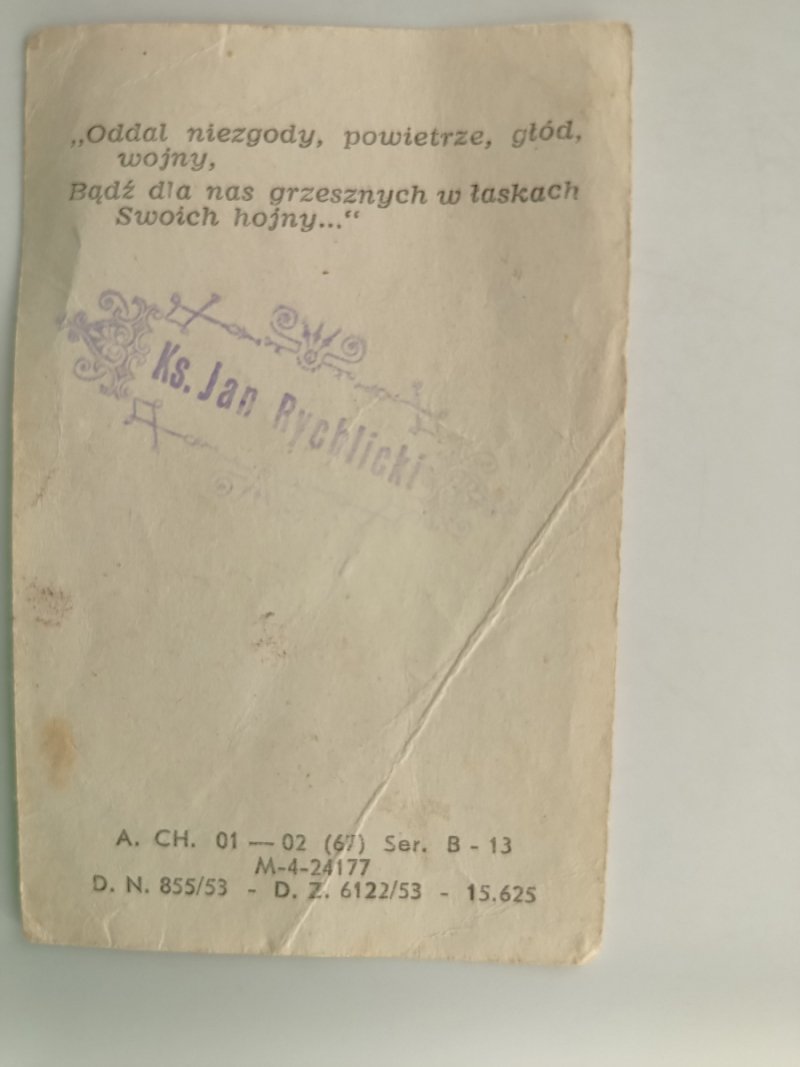 „Oddal niezgody, powietrze, głód,
wojny,
Bądź dla nas grzesznych w łaskach
Swoich hojny...“
Ks. Jan Rychlicki
A. CH. 01 — 02 (67) Ser. B - 13
M-4-24177
D. N. 855/53 - D. Z. 6122/53 - 15.625